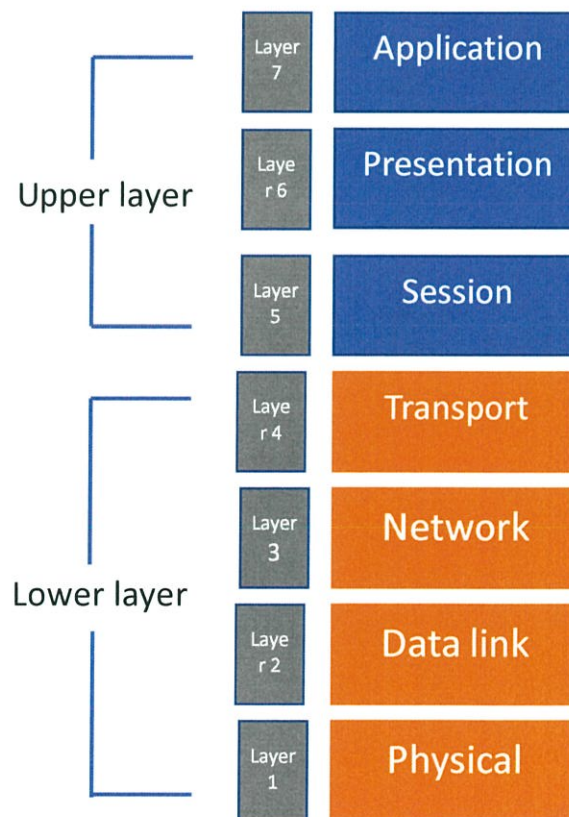 Layer
7
Application
Laye
r 6
Presentation
Upper layer
Layer
5
Session
Laye
r 4
Transport
Layer
3
Network
Lower layer
Laye
r 2
Data link
Layer
1
Physical